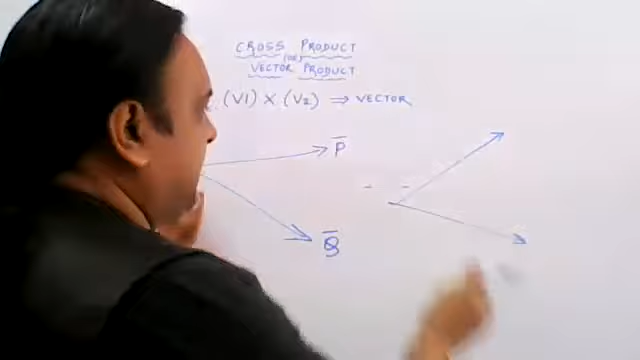 CROSS PRODUCT
(OR)
VECTOR PRODUCT
(V1) X (V2) ⇒ VECTOR
P̅
Q̅